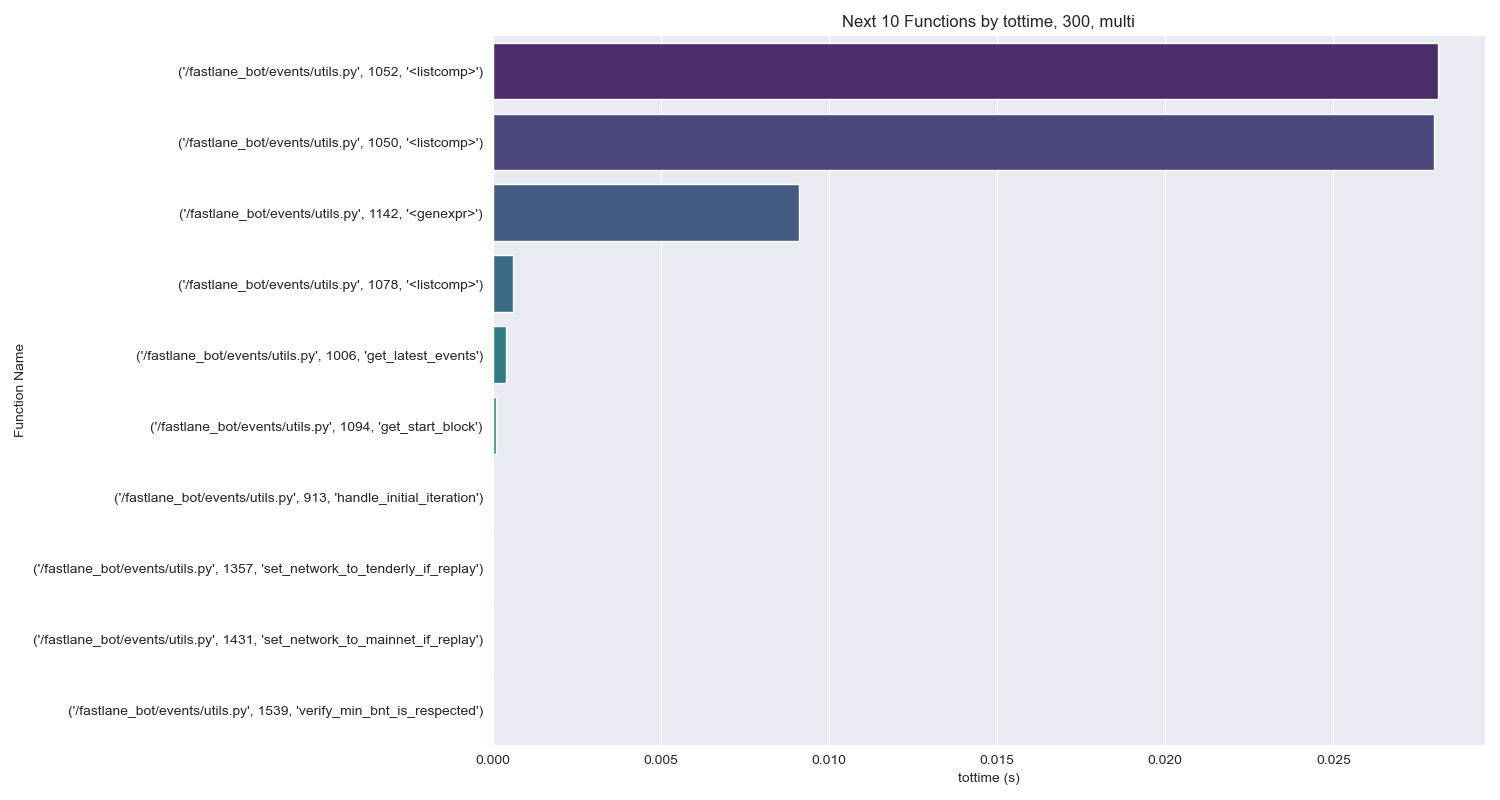 Next 10 Functions by tottime, 300, multi
('/fastlane_bot/events/utils.py', 1052, '<listcomp>')
('/fastlane_bot/events/utils.py', 1050, '<listcomp>')
('/fastlane_bot/events/utils.py', 1142, '<genexpr>')
('/fastlane_bot/events/utils.py', 1078, '<listcomp>')
('/fastlane_bot/events/utils.py', 1006, 'get_latest_events')
('/fastlane_bot/events/utils.py', 1094, 'get_start_block')
('/fastlane_bot/events/utils.py', 913, 'handle_initial_iteration')
('/fastlane_bot/events/utils.py', 1357, 'set_network_to_tenderly_if_replay')
('/fastlane_bot/events/utils.py', 1431, 'set_network_to_mainnet_if_replay')
('/fastlane_bot/events/utils.py', 1539, 'verify_min_bnt_is_respected')
Function Name
0.000 0.005 0.010 0.015 0.020 0.025
tottime (s)